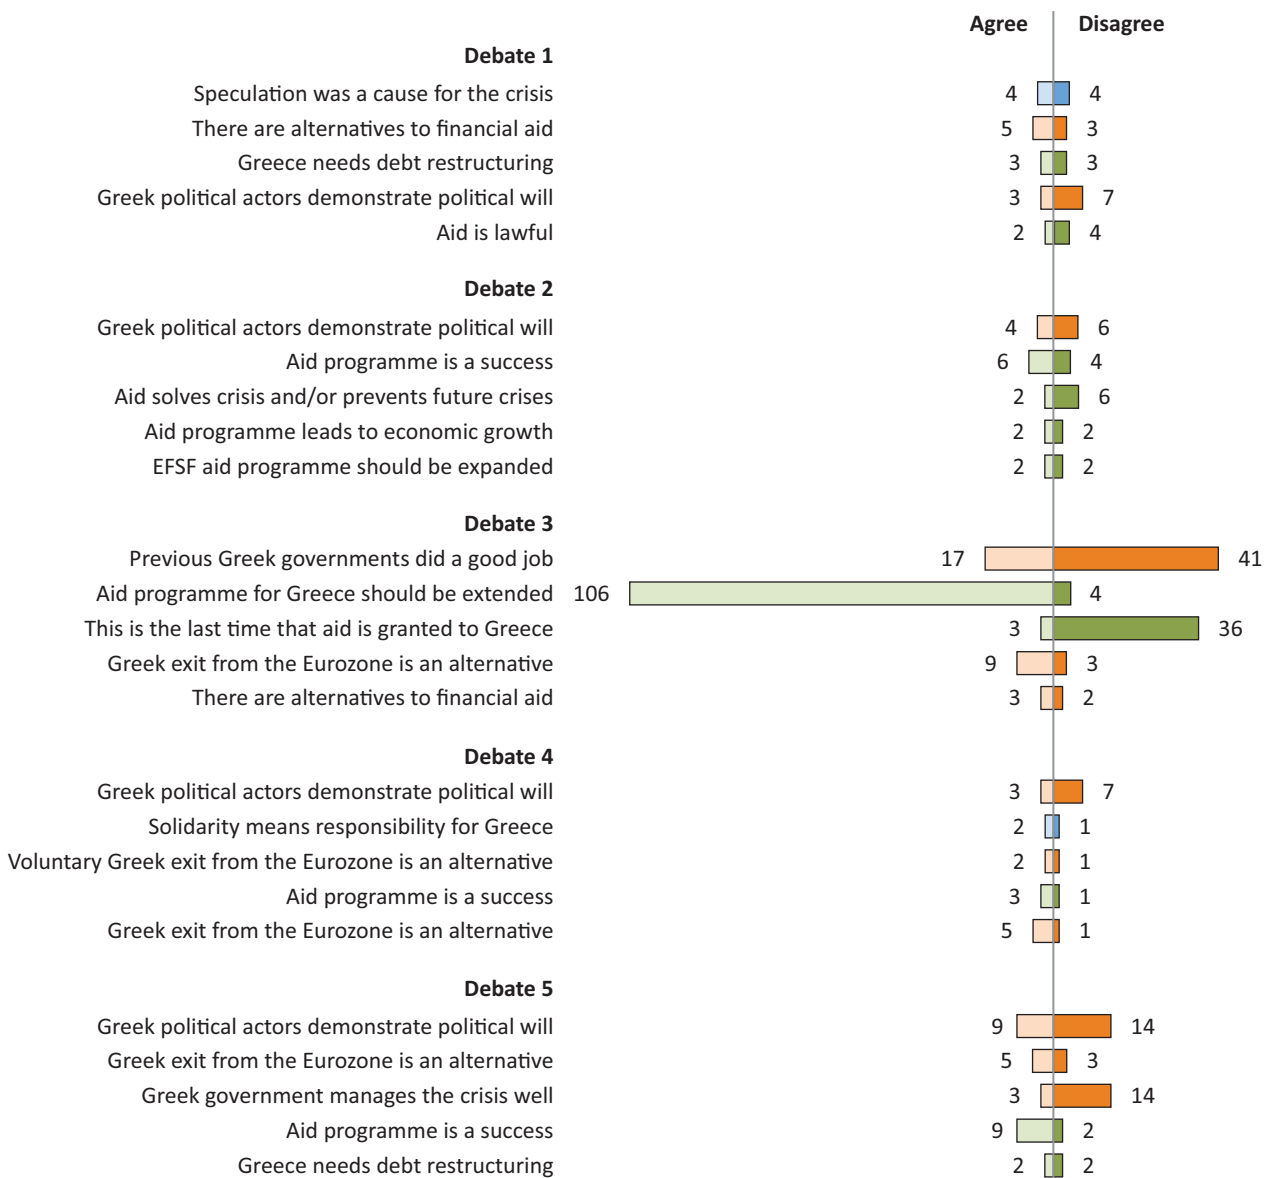 Agree Disagree
Debate 1
Speculation was a cause for the crisis 4 4
There are alternatives to financial aid 5 3
Greece needs debt restructuring 3 3
Greek political actors demonstrate political will 3 7
Aid is lawful 2 4
Debate 2
Greek political actors demonstrate political will 4 6
Aid programme is a success 6 4
Aid solves crisis and/or prevents future crises 2 6
Aid programme leads to economic growth 2 2
EFSF aid programme should be expanded 2 2
Debate 3
Previous Greek governments did a good job 17 41
Aid programme for Greece should be extended 106 4
This is the last time that aid is granted to Greece 3 36
Greek exit from the Eurozone is an alternative 9 3
There are alternatives to financial aid 3 2
Debate 4
Greek political actors demonstrate political will 3 7
Solidarity means responsibility for Greece 2 1
Voluntary Greek exit from the Eurozone is an alternative 2 1
Aid programme is a success 3 1
Greek exit from the Eurozone is an alternative 5 1
Debate 5
Greek political actors demonstrate political will 9 14
Greek exit from the Eurozone is an alternative 5 3
Greek government manages the crisis well 3 14
Aid programme is a success 9 2
Greece needs debt restructuring 2 2